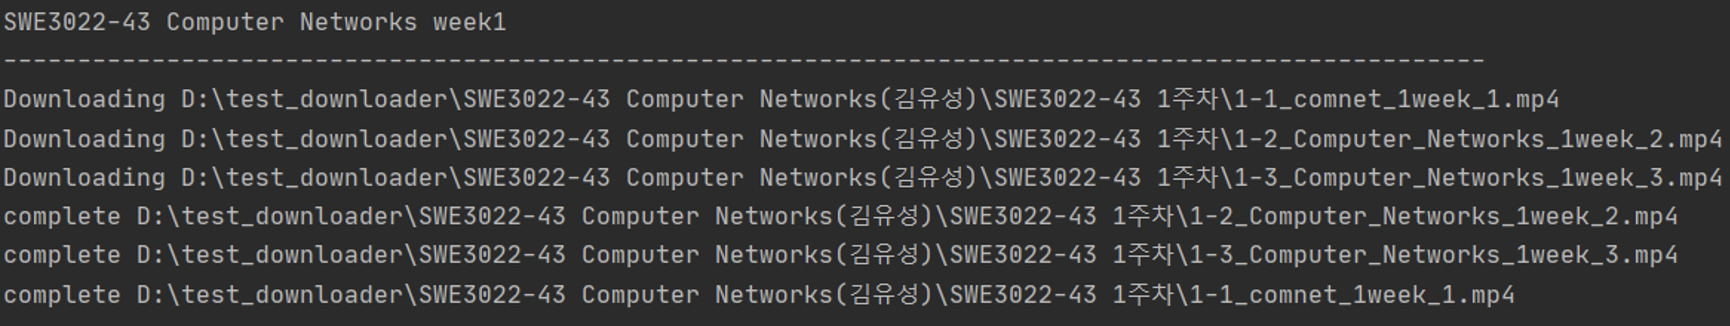 SWE3022-43 Computer Networks week1
----------------------------------------------------------------------------------------------------
Downloading D:\test_downloader\SWE3022-43 Computer Networks(김유성)\SWE3022-43 1주차\1-1_comnet_1week_1.mp4
Downloading D:\test_downloader\SWE3022-43 Computer Networks(김유성)\SWE3022-43 1주차\1-2_Computer_Networks_1week_2.mp4
Downloading D:\test_downloader\SWE3022-43 Computer Networks(김유성)\SWE3022-43 1주차\1-3_Computer_Networks_1week_3.mp4
complete D:\test_downloader\SWE3022-43 Computer Networks(김유성)\SWE3022-43 1주차\1-2_Computer_Networks_1week_2.mp4
complete D:\test_downloader\SWE3022-43 Computer Networks(김유성)\SWE3022-43 1주차\1-3_Computer_Networks_1week_3.mp4
complete D:\test_downloader\SWE3022-43 Computer Networks(김유성)\SWE3022-43 1주차\1-1_comnet_1week_1.mp4